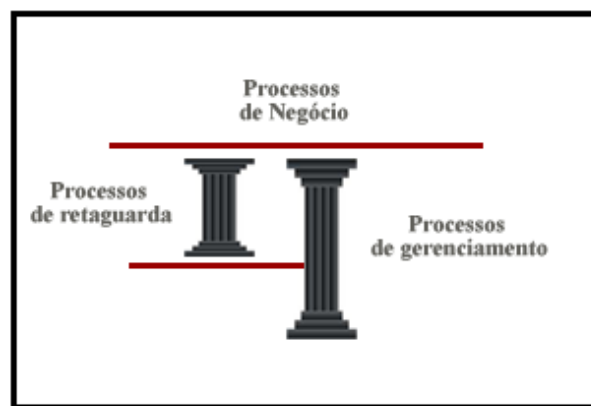 Processos
de Negócio
Processos
de retaguarda
Processos
de gerenciamento